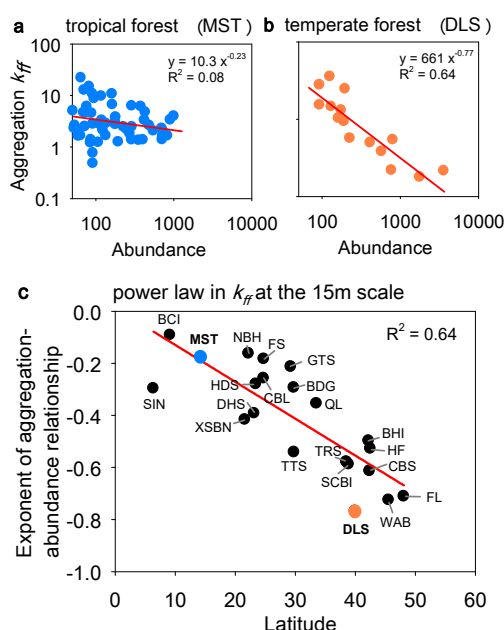 a tropical forest (MST)
b temperate forest (DLS)
y = 10.3 x^-0.23
R² = 0.08
y = 661 x^-0.77
R² = 0.64
Aggregation k_ff
100
10
1
0.1
100 1000 10000
Abundance
100 1000 10000
Abundance
c power law in k_ff at the 15m scale
R² = 0.64
Exponent of aggregation-
abundance relationship
0.0
-0.2
-0.4
-0.6
-0.8
-1.0
BCI
MST
NBH
FS
GTS
SIN
HDS
CBL
BDG
DHS
QL
XSBN
TTS
TRS
BHI
HF
SCBI
CBS
DLS
WAB
FL
0 10 20 30 40 50 60
Latitude